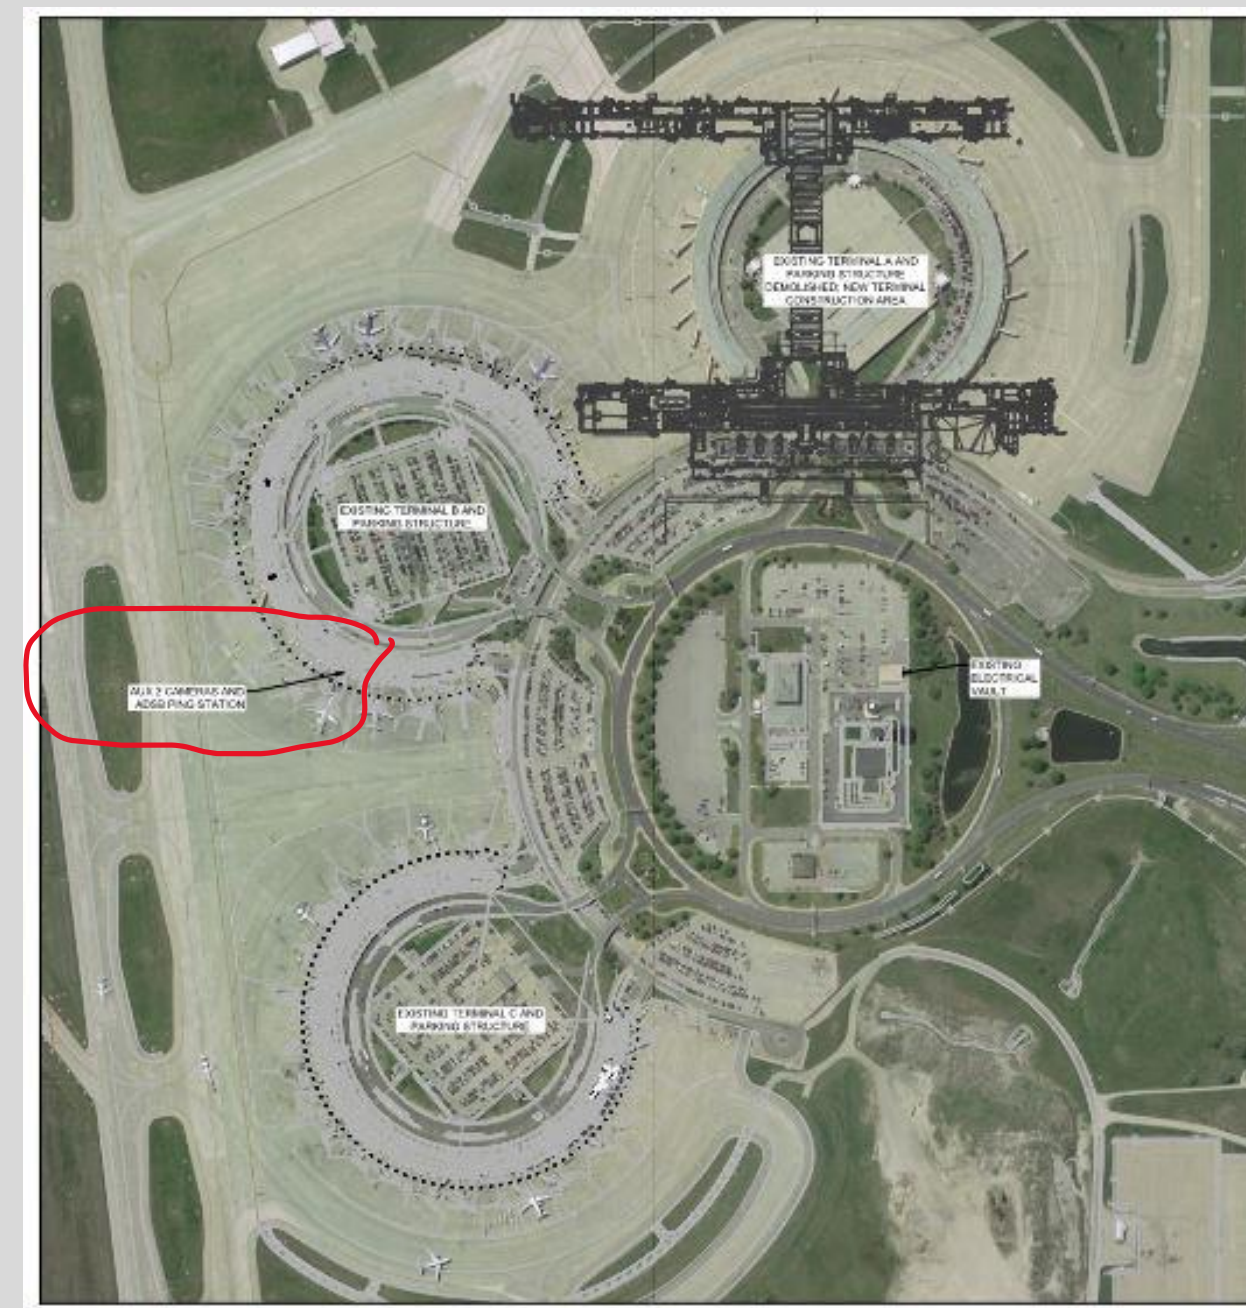 EXISTING TERMINAL A AND
PARKING STRUCTURE
DEMOLISHED; NEW TERMINAL
CONSTRUCTION AREA
EXISTING TERMINAL B AND
PARKING STRUCTURE
AUX 2 CAMERAS AND
ADSB PING STATION
EXISTING
ELECTRICAL
VAULT
EXISTING TERMINAL C AND
PARKING STRUCTURE